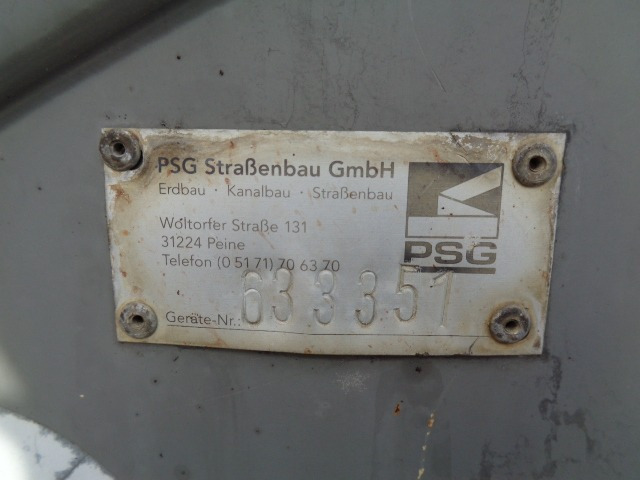 PSG Straßenbau GmbH
Erdbau · Kanalbau · Straßenbau
Woltorfer Straße 131
31224 Peine
Telefon (0 51 71) 70 63 70
Geräte-Nr.: 633351
PSG